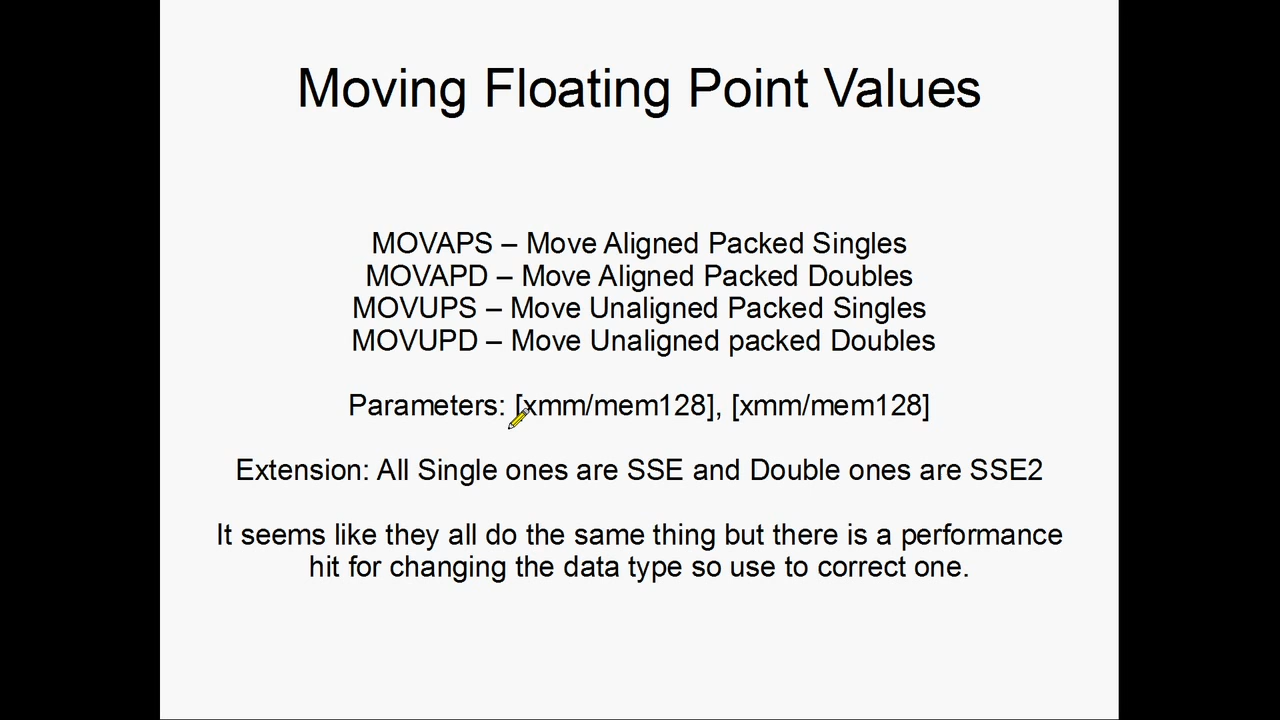 Moving Floating Point Values
MOVAPS – Move Aligned Packed Singles
MOVAPD – Move Aligned Packed Doubles
MOVUPS – Move Unaligned Packed Singles
MOVUPD – Move Unaligned packed Doubles
Parameters: [xmm/mem128], [xmm/mem128]
Extension: All Single ones are SSE and Double ones are SSE2
It seems like they all do the same thing but there is a performance
hit for changing the data type so use to correct one.